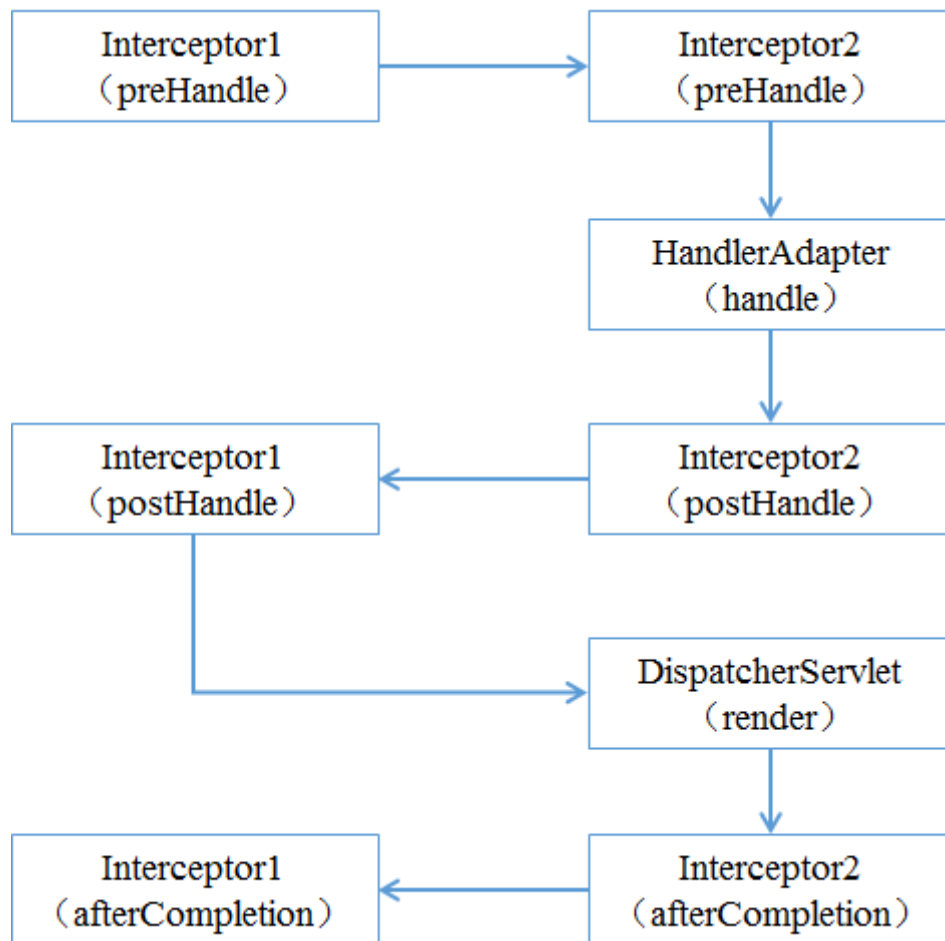 Interceptor1
（preHandle）
Interceptor2
（preHandle）
HandlerAdapter
（handle）
Interceptor1
（postHandle）
Interceptor2
（postHandle）
DispatcherServlet
（render）
Interceptor1
（afterCompletion）
Interceptor2
（afterCompletion）